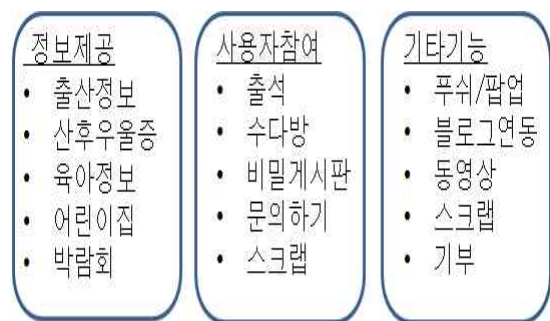 정보제공
• 출산정보
• 산후우울증
• 육아정보
• 어린이집
• 박람회
사용자참여
• 출석
• 수다방
• 비밀게시판
• 문의하기
• 스크랩
기타기능
• 푸쉬/팝업
• 블로그연동
• 동영상
• 스크랩
• 기부